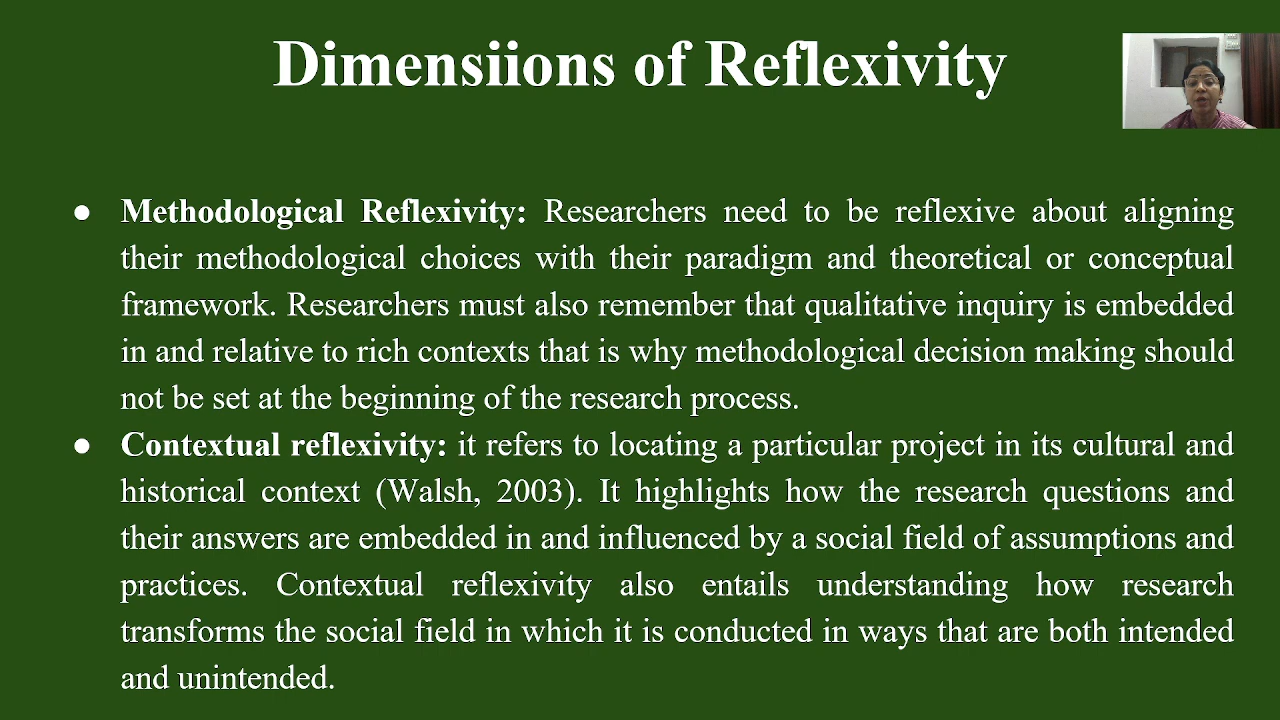 Dimensiions of Reflexivity
● Methodological Reflexivity: Researchers need to be reflexive about aligning
their methodological choices with their paradigm and theoretical or conceptual
framework. Researchers must also remember that qualitative inquiry is embedded
in and relative to rich contexts that is why methodological decision making should
not be set at the beginning of the research process.
● Contextual reflexivity: it refers to locating a particular project in its cultural and
historical context (Walsh, 2003). It highlights how the research questions and
their answers are embedded in and influenced by a social field of assumptions and
practices. Contextual reflexivity also entails understanding how research
transforms the social field in which it is conducted in ways that are both intended
and unintended.